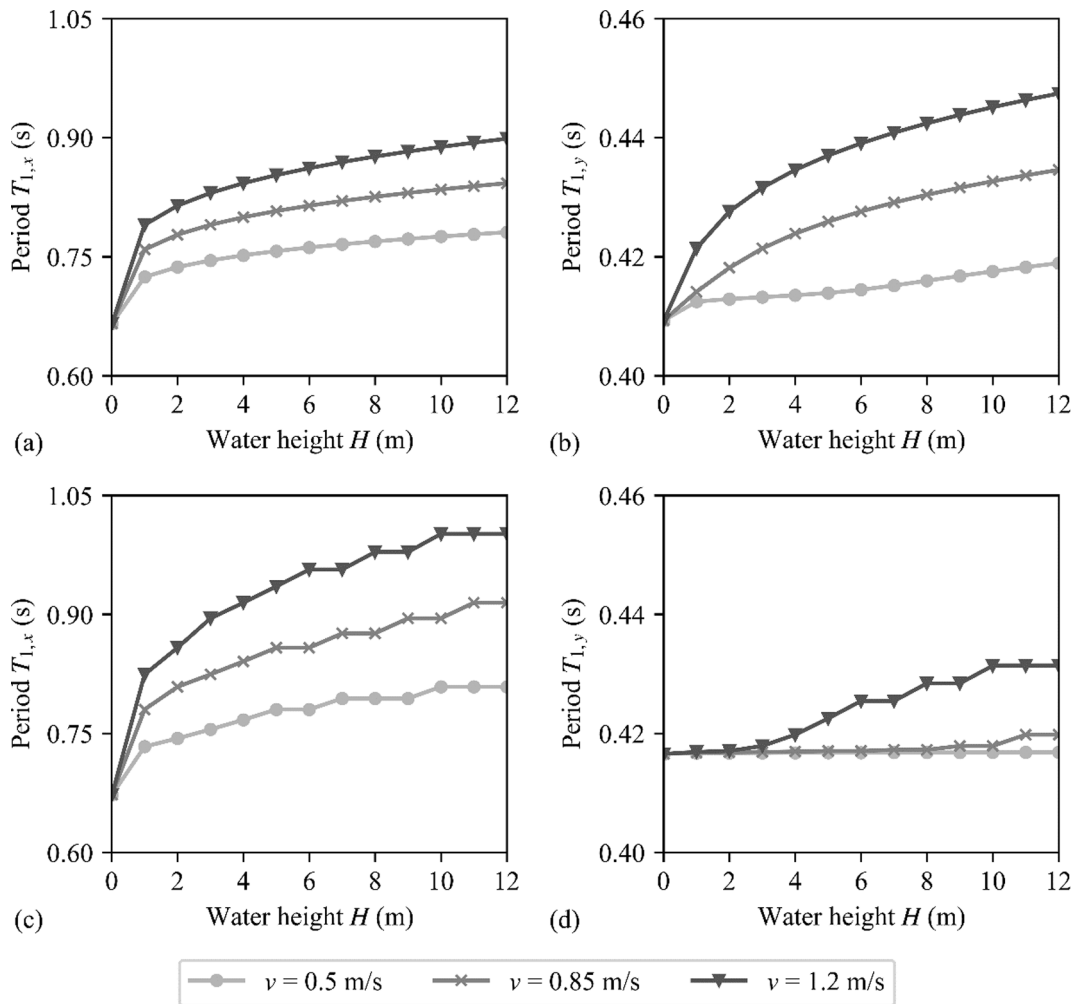 1.05
0.90
0.75
0.60
Period T1,x (s)
0 2 4 6 8 10 12
Water height H (m)
(a)
0.46
0.44
0.42
0.40
Period T1,y (s)
0 2 4 6 8 10 12
Water height H (m)
(b)
1.05
0.90
0.75
0.60
Period T1,x (s)
0 2 4 6 8 10 12
Water height H (m)
(c)
0.46
0.44
0.42
0.40
Period T1,y (s)
0 2 4 6 8 10 12
Water height H (m)
(d)
v = 0.5 m/s v = 0.85 m/s v = 1.2 m/s